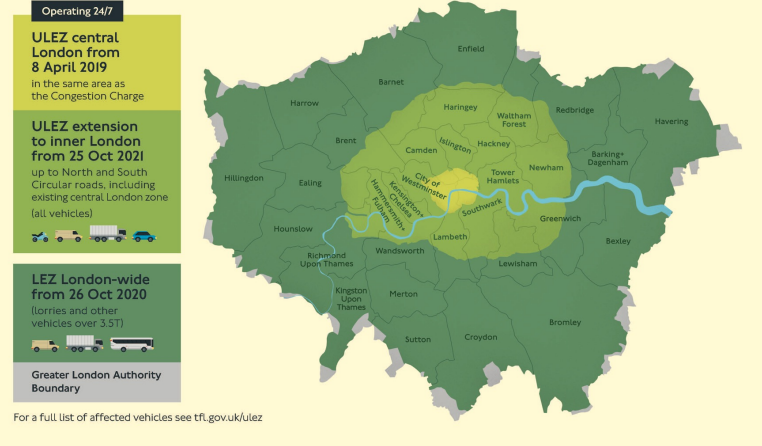 Operating 24/7
ULEZ central
London from
8 April 2019
in the same area as
the Congestion Charge
ULEZ extension
to inner London
from 25 Oct 2021
up to North and South
Circular roads, including
existing central London zone
(all vehicles)
LEZ London-wide
from 26 Oct 2020
(lorries and other
vehicles over 3.5T)
Greater London Authority
Boundary
For a full list of affected vehicles see tfl.gov.uk/ulez
Enfield
Barnet
Harrow
Haringey
Waltham
Forest
Redbridge
Havering
Brent
Camden
Islington
Hackney
Barking+
Dagenham
Hillingdon
Ealing
City of
Westminster
Tower
Hamlets
Newham
Kensington+
Chelsea
Hammersmith+
Fulham
Southwark
Greenwich
Hounslow
Lambeth
Bexley
Richmond
Upon Thames
Wandsworth
Lewisham
Kingston
Upon
Thames
Merton
Bromley
Sutton
Croydon